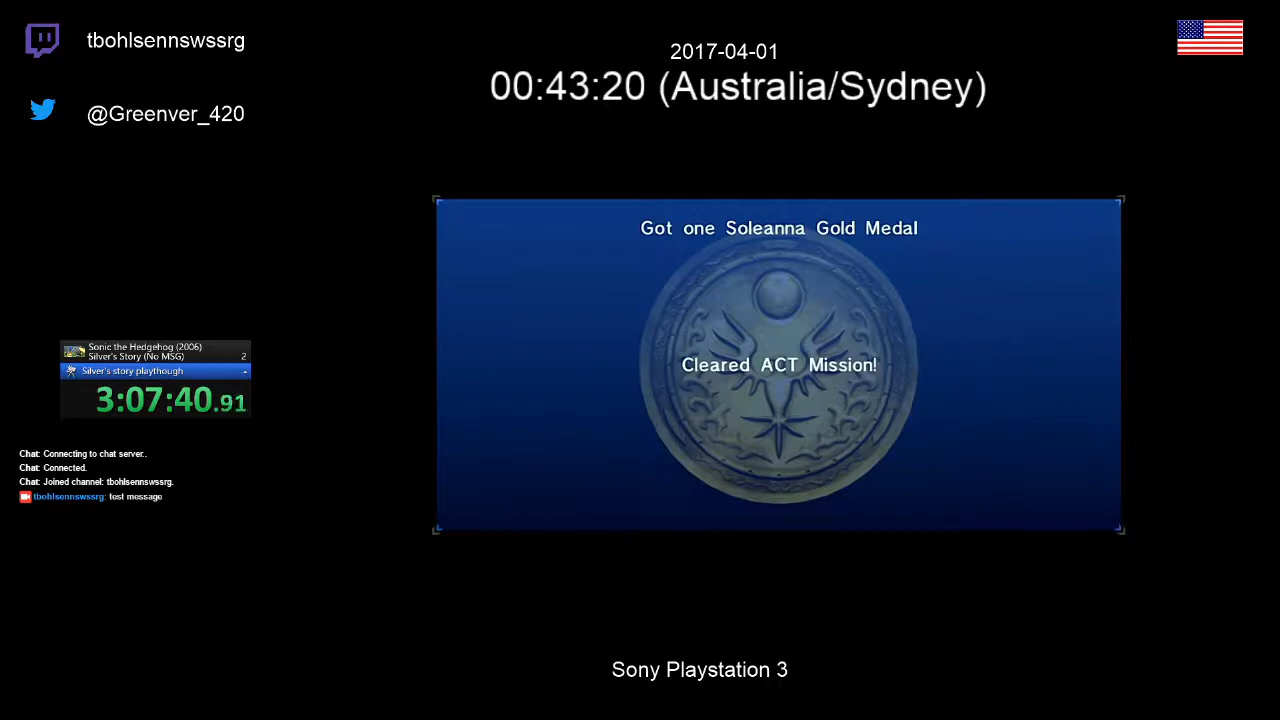 tbohlsennswssrg
@Greenver_420
2017-04-01
00:43:20 (Australia/Sydney)
Got one Soleanna Gold Medal
Cleared ACT Mission!
Sonic the Hedgehog (2006)
Silver's Story (No MSG) 2
Silver's story playthough -
3:07:40.91
Chat: Connecting to chat server..
Chat: Connected.
Chat: Joined channel: tbohlsennswssrg.
tbohlsennswssrg: test message
Sony Playstation 3